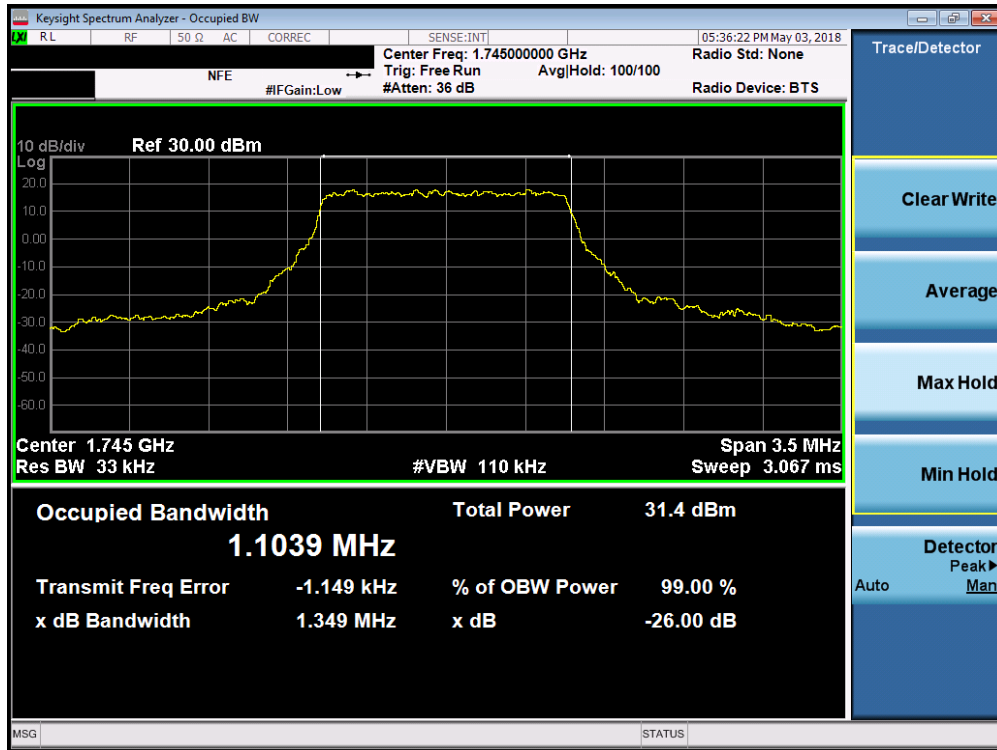 Keysight Spectrum Analyzer - Occupied BW
LXI RL RF 50 Ω AC CORREC SENSE:INT 05:36:22 PM May 03, 2018
Center Freq: 1.745000000 GHz Radio Std: None
NFE Trig: Free Run Avg|Hold: 100/100
#IFGain:Low #Atten: 36 dB Radio Device: BTS
Trace/Detector
10 dB/div Ref 30.00 dBm
Log
20.0
10.0
0.00
-10.0
-20.0
-30.0
-40.0
-50.0
-60.0
Center 1.745 GHz Span 3.5 MHz
Res BW 33 kHz #VBW 110 kHz Sweep 3.067 ms
Occupied Bandwidth Total Power 31.4 dBm
1.1039 MHz
Transmit Freq Error -1.149 kHz % of OBW Power 99.00 %
x dB Bandwidth 1.349 MHz x dB -26.00 dB
Clear Write
Average
Max Hold
Min Hold
Detector
Peak▶
Auto Man
MSG STATUS